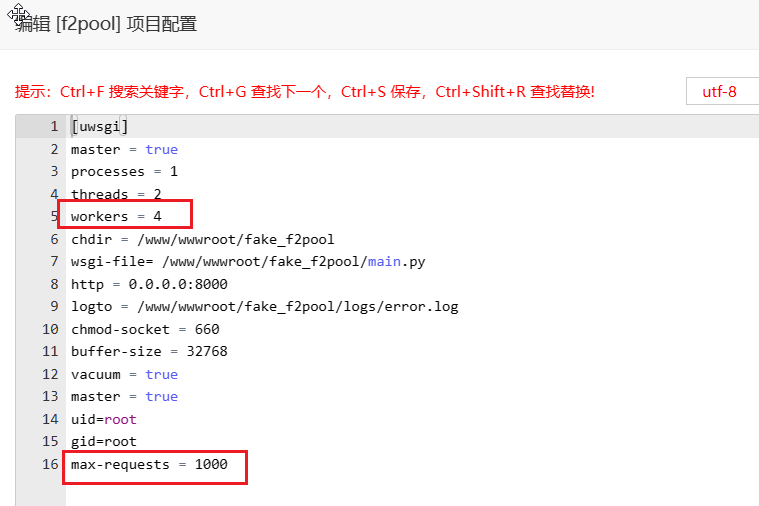 编辑 [f2pool] 项目配置
提示：Ctrl+F 搜索关键字，Ctrl+G 查找下一个，Ctrl+S 保存，Ctrl+Shift+R 查找替换!
utf-8
1 [uwsgi]
2 master = true
3 processes = 1
4 threads = 2
5 workers = 4
6 chdir = /www/wwwroot/fake_f2pool
7 wsgi-file= /www/wwwroot/fake_f2pool/main.py
8 http = 0.0.0.0:8000
9 logto = /www/wwwroot/fake_f2pool/logs/error.log
10 chmod-socket = 660
11 buffer-size = 32768
12 vacuum = true
13 master = true
14 uid=root
15 gid=root
16 max-requests = 1000